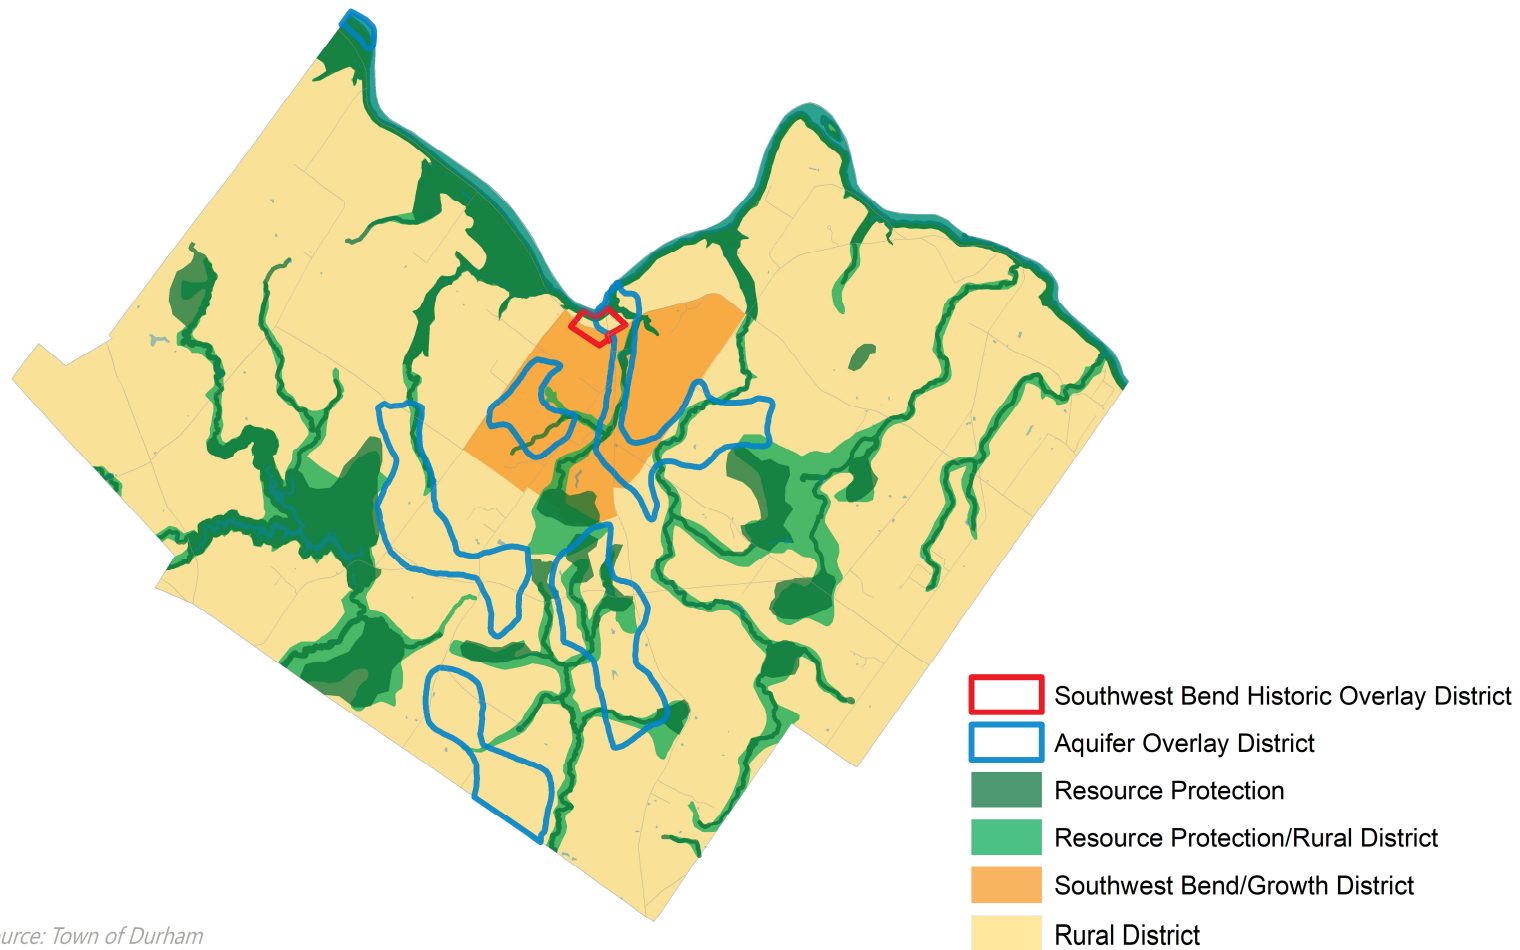 Southwest Bend Historic Overlay District
Aquifer Overlay District
Resource Protection
Resource Protection/Rural District
Southwest Bend/Growth District
Rural District
urce: Town of Durham